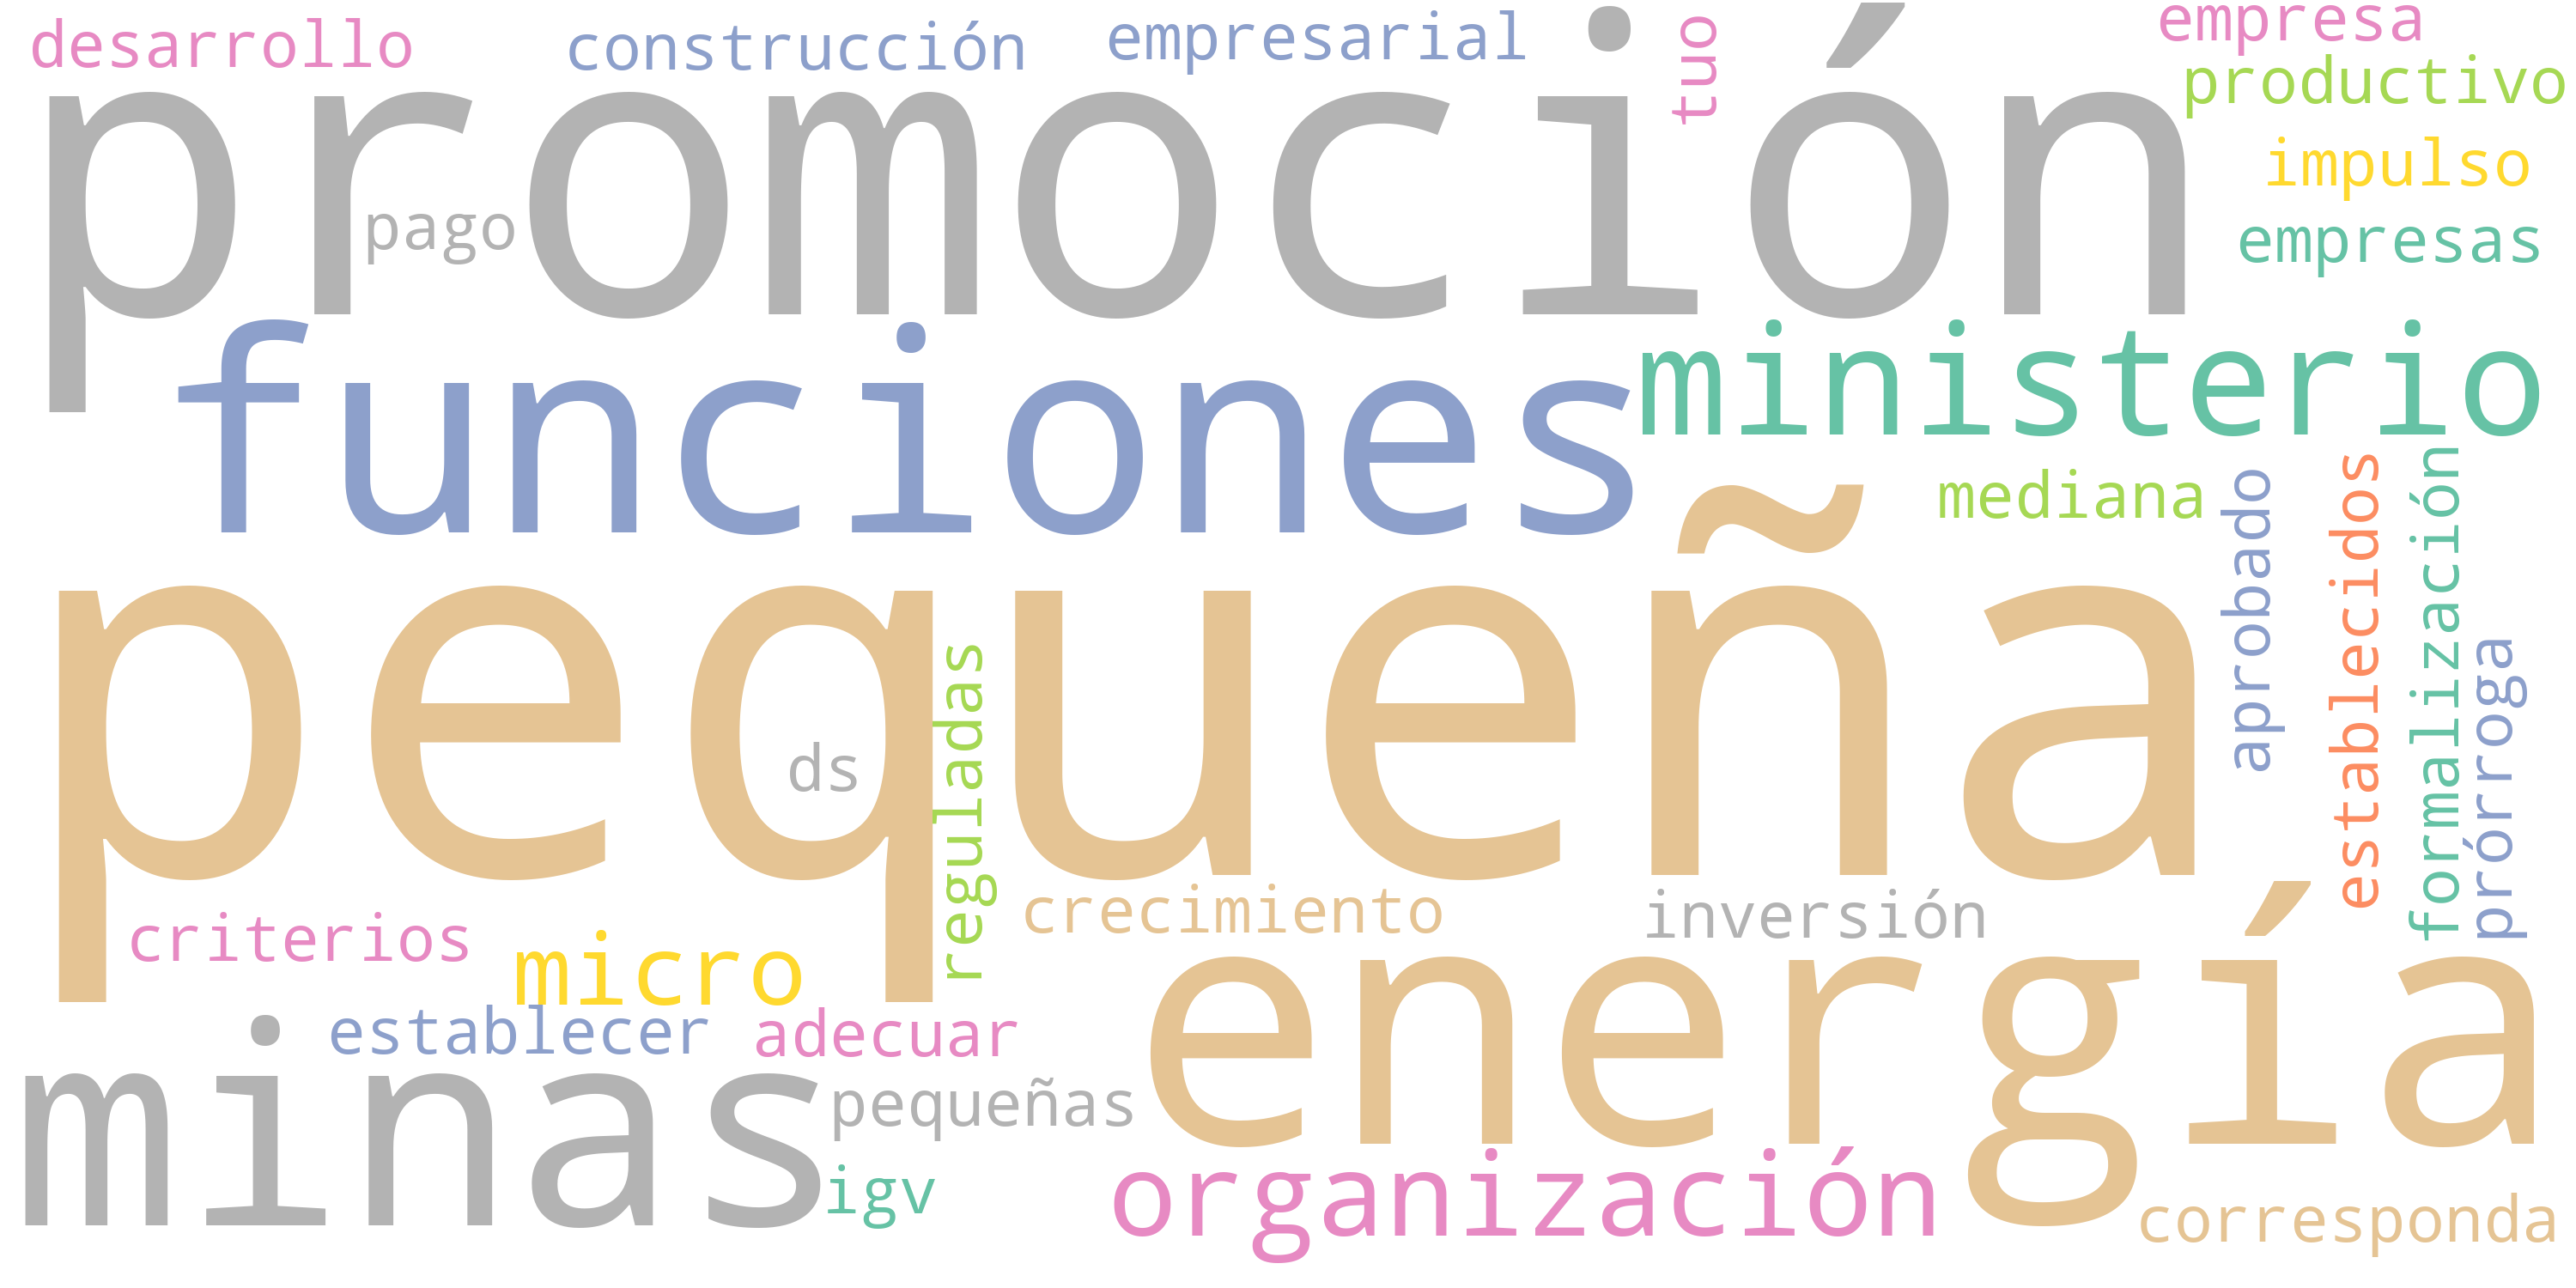 desarrollo
construcción
empresarial
tuo
empresa
productivo
promoción
impulso
pago
empresas
funciones
ministerio
mediana
aprobado
establecidos
formalización
prórroga
pequeña
reguladas
ds
criterios
micro
crecimiento
inversión
establecer
adecuar
energía
minas
pequeñas
igv
organización
corresponda